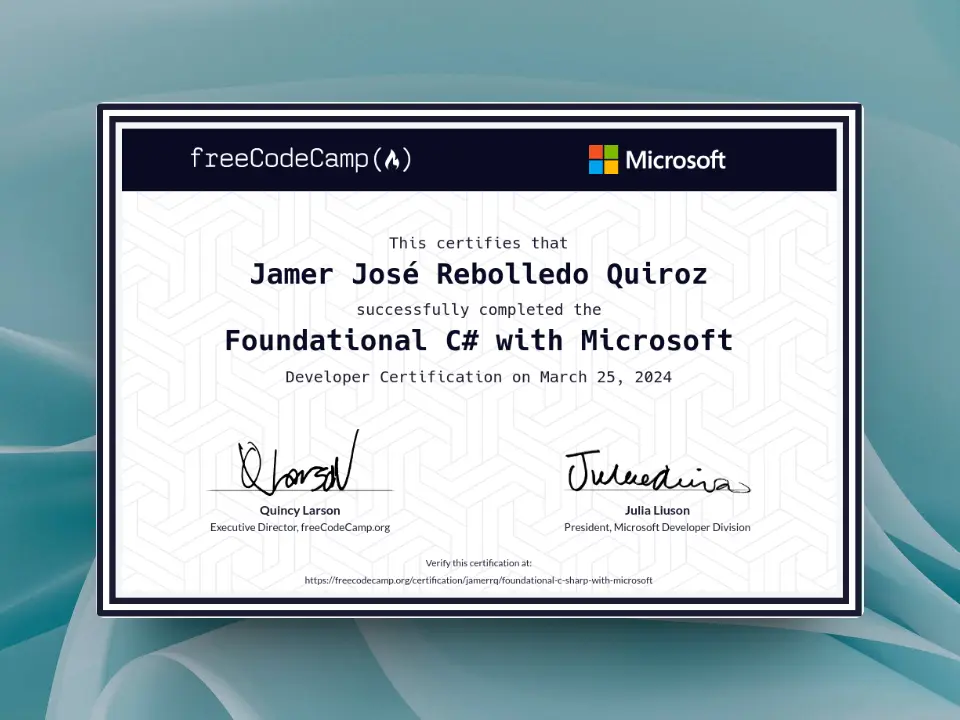 freeCodeCamp Microsoft
This certifies that
Jamer José Rebolledo Quiroz
successfully completed the
Foundational C# with Microsoft
Developer Certification on March 25, 2024
Quincy Larson Julia Liuson
Executive Director, freeCodeCamp.org President, Microsoft Developer Division
Verify this certification at:
https://freecodecamp.org/certification/jamerrq/foundational-c-sharp-with-microsoft